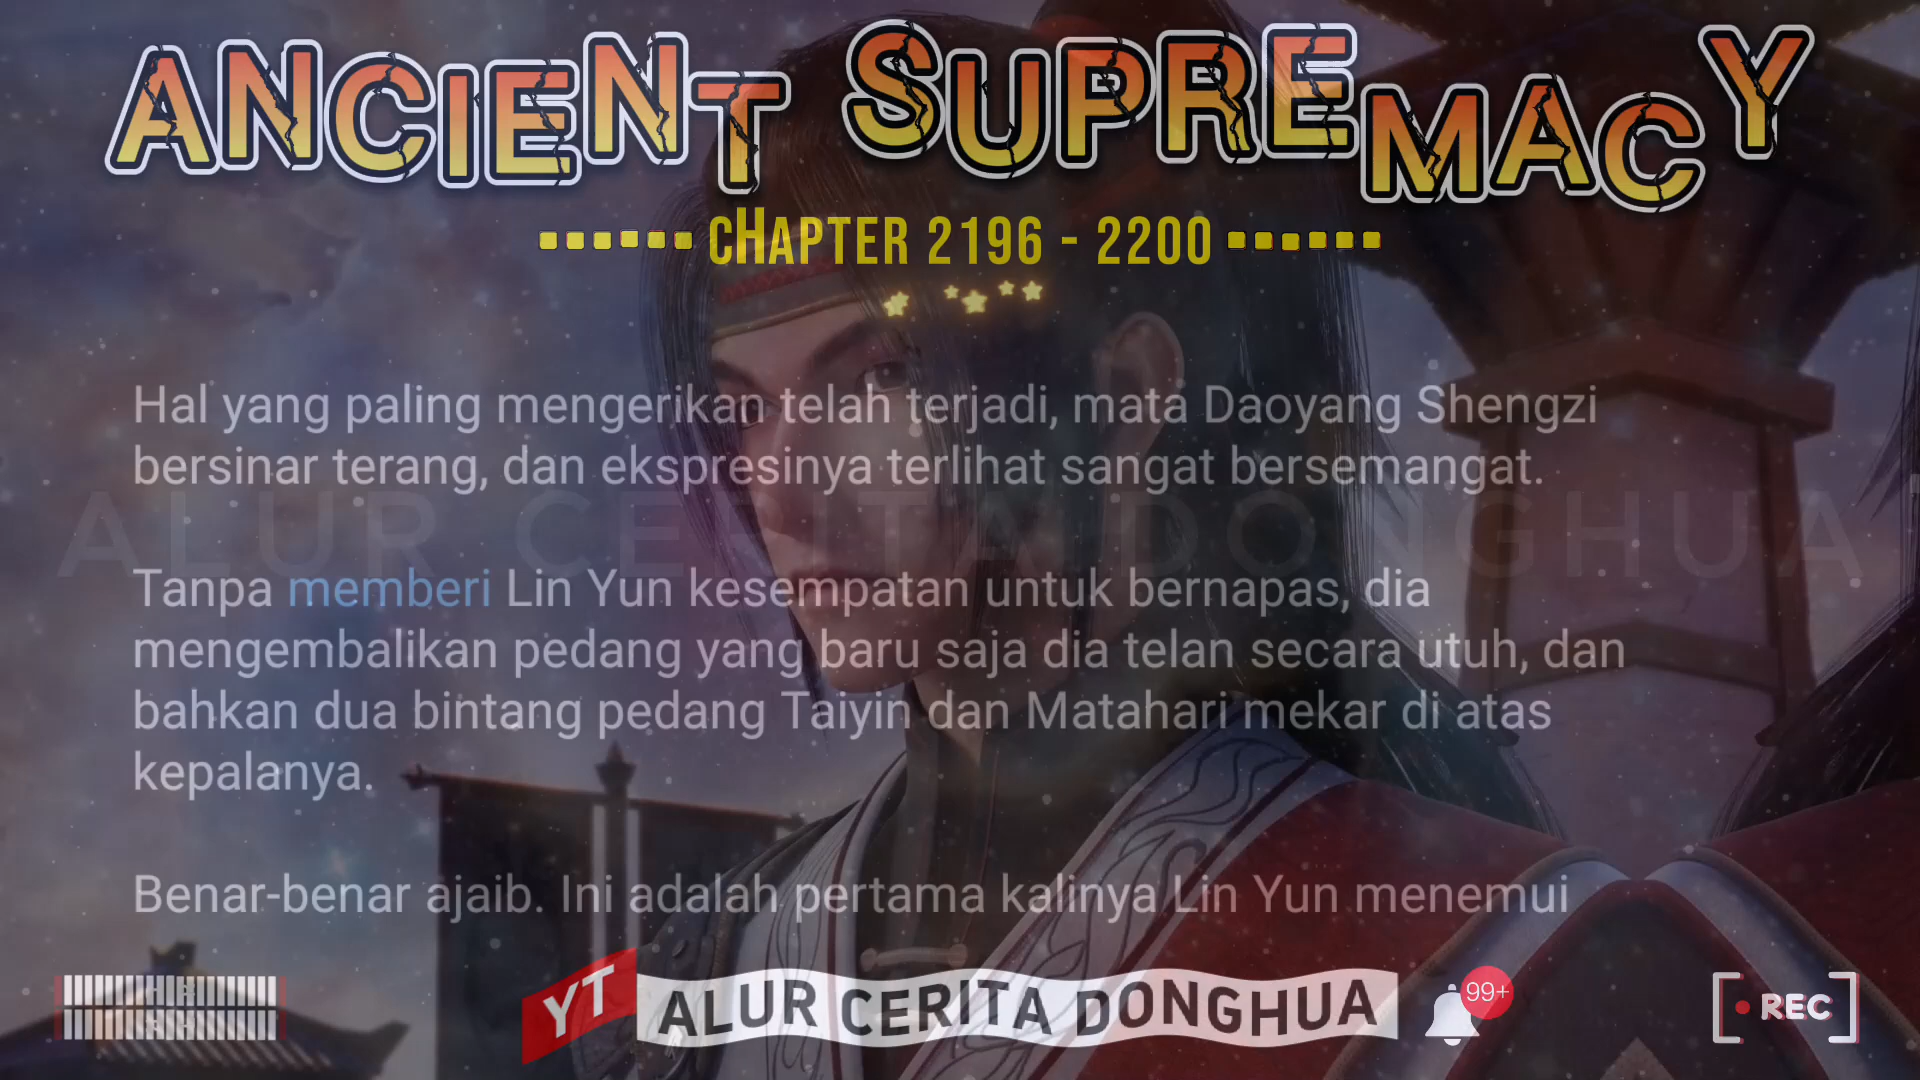 ANCIENT SUPREMACY
CHAPTER 2196 - 2200
Hal yang paling mengerikan telah terjadi, mata Daoyang Shengzi
bersinar terang, dan ekspresinya terlihat sangat bersemangat.
ALUR CERITA DONGHUA
Tanpa memberi Lin Yun kesempatan untuk bernapas, dia
mengembalikan pedang yang baru saja dia telan secara utuh, dan
bahkan dua bintang pedang Taiyin dan Matahari mekar di atas
kepalanya.
Benar-benar ajaib. Ini adalah pertama kalinya Lin Yun menemui
YT ALUR CERITA DONGHUA 99+ REC